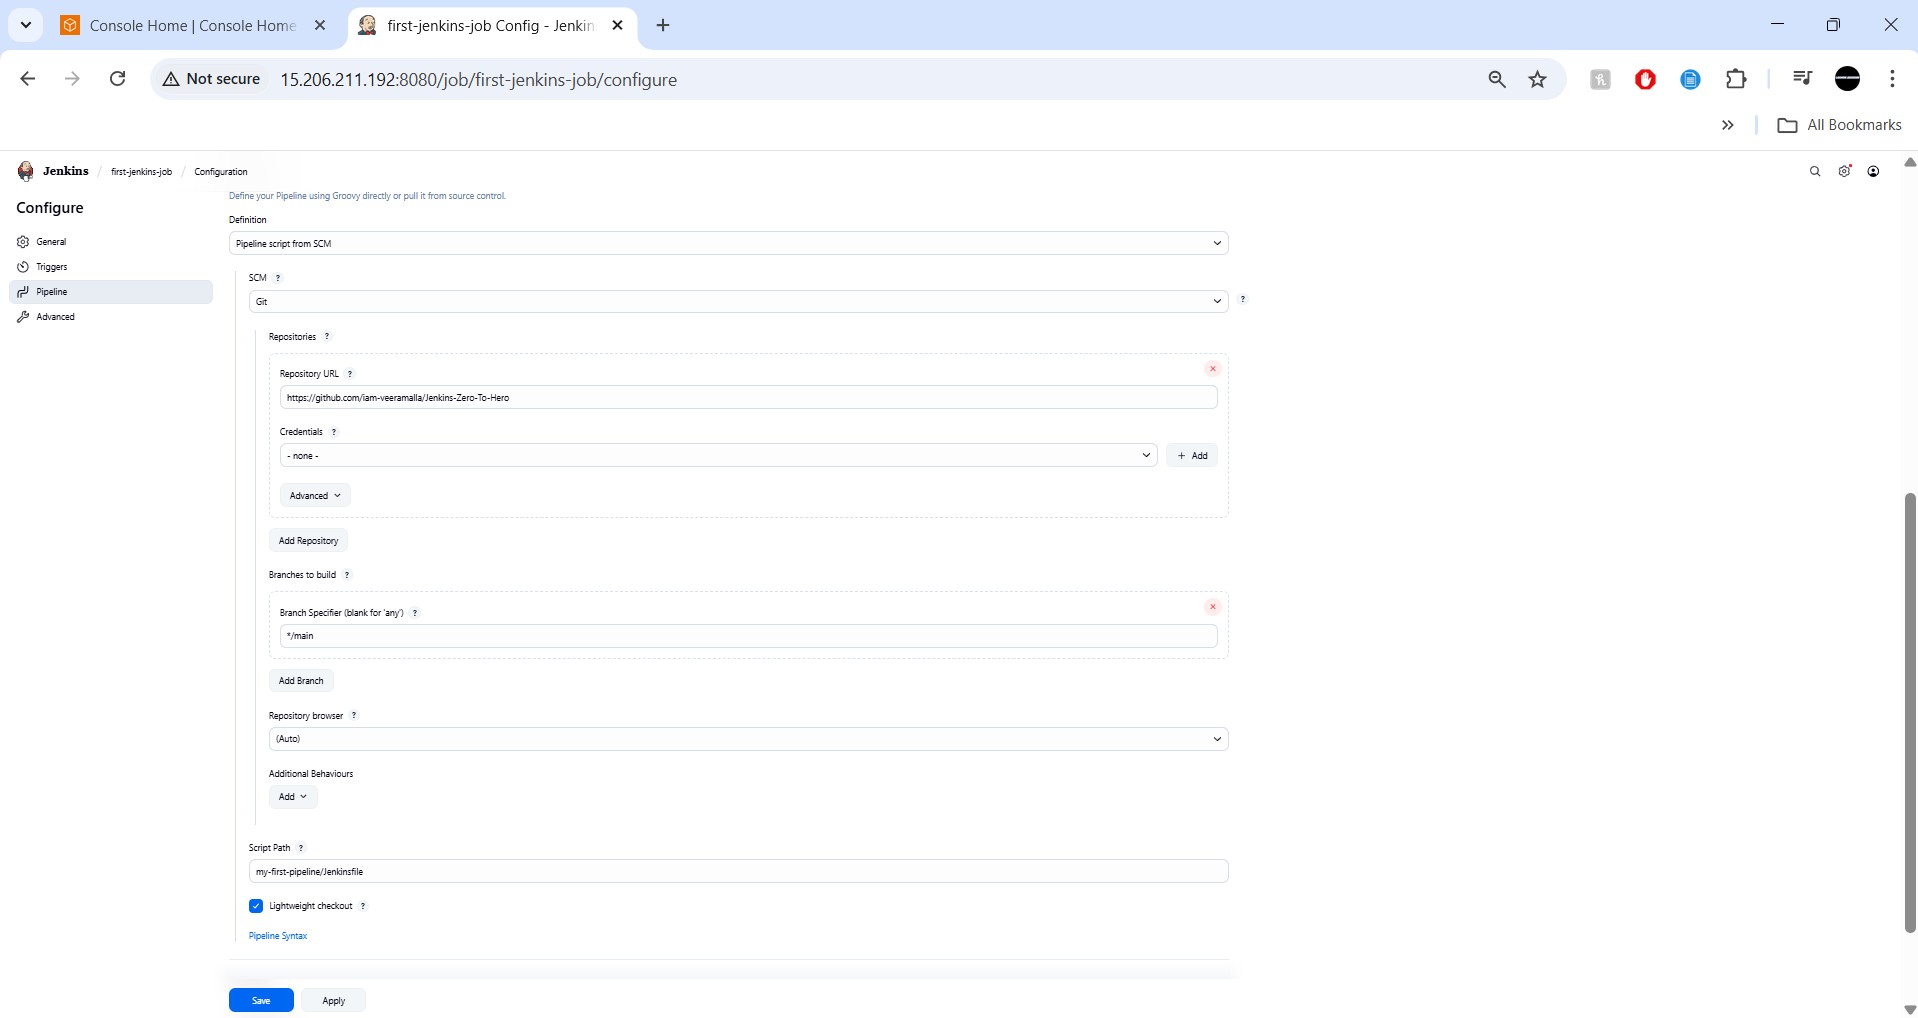 Console Home | Console Home
first-jenkins-job Config - Jenkin
Not secure
15.206.211.192:8080/job/first-jenkins-job/configure
All Bookmarks
Jenkins / first-jenkins-job / Configuration
Configure
General
Triggers
Pipeline
Advanced
Define your Pipeline using Groovy directly or pull it from source control.
Definition
Pipeline script from SCM
SCM ?
Git
?
Repositories ?
Repository URL ?
https://github.com/iam-veeramalla/Jenkins-Zero-To-Hero
Credentials ?
- none -
+ Add
Advanced
Add Repository
Branches to build ?
Branch Specifier (blank for 'any') ?
*/main
Add Branch
Repository browser ?
(Auto)
Additional Behaviours
Add
Script Path ?
my-first-pipeline/Jenkinsfile
Lightweight checkout ?
Pipeline Syntax
Save
Apply